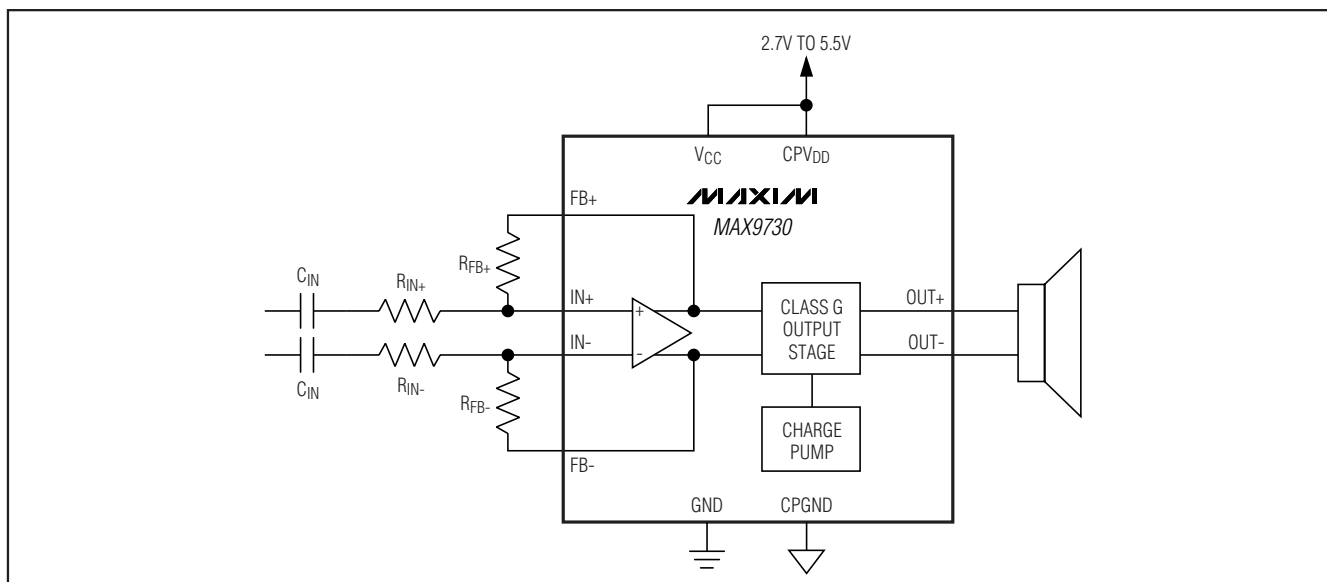 2.7V TO 5.5V
VCC
CPVDD
MAXIM
MAX9730
FB+
RFB+
CIN
RIN+
IN+
+
CLASS G
OUTPUT
STAGE
OUT+
IN-
-
OUT-
CIN
RIN-
RFB-
CHARGE
PUMP
FB-
GND
CPGND